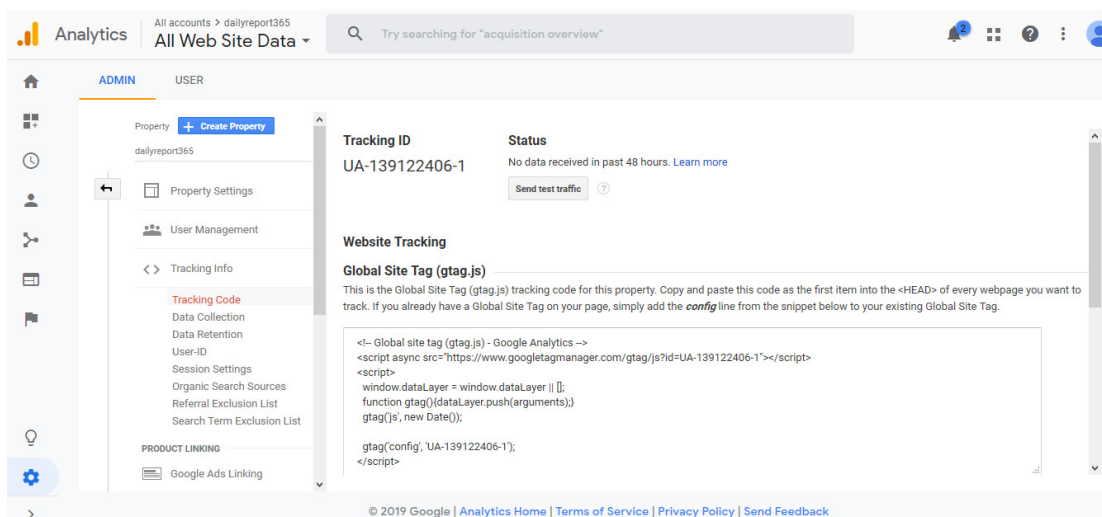 All accounts > dailyreport365
Analytics
All Web Site Data
Try searching for "acquisition overview"
2
ADMIN
USER
Property
+ Create Property
dailyreport365
Property Settings
User Management
<> Tracking Info
Tracking Code
Data Collection
Data Retention
User-ID
Session Settings
Organic Search Sources
Referral Exclusion List
Search Term Exclusion List
PRODUCT LINKING
Google Ads Linking
Tracking ID
UA-139122406-1
Status
No data received in past 48 hours. Learn more
Send test traffic
?
Website Tracking
Global Site Tag (gtag.js)
This is the Global Site Tag (gtag.js) tracking code for this property. Copy and paste this code as the first item into the <HEAD> of every webpage you want to
track. If you already have a Global Site Tag on your page, simply add the config line from the snippet below to your existing Global Site Tag.
<!-- Global site tag (gtag.js) - Google Analytics -->
<script async src="https://www.googletagmanager.com/gtag/js?id=UA-139122406-1"></script>
<script>
window.dataLayer = window.dataLayer || [];
function gtag(){dataLayer.push(arguments);}
gtag('js', new Date());
gtag('config', 'UA-139122406-1');
</script>
© 2019 Google | Analytics Home | Terms of Service | Privacy Policy | Send Feedback